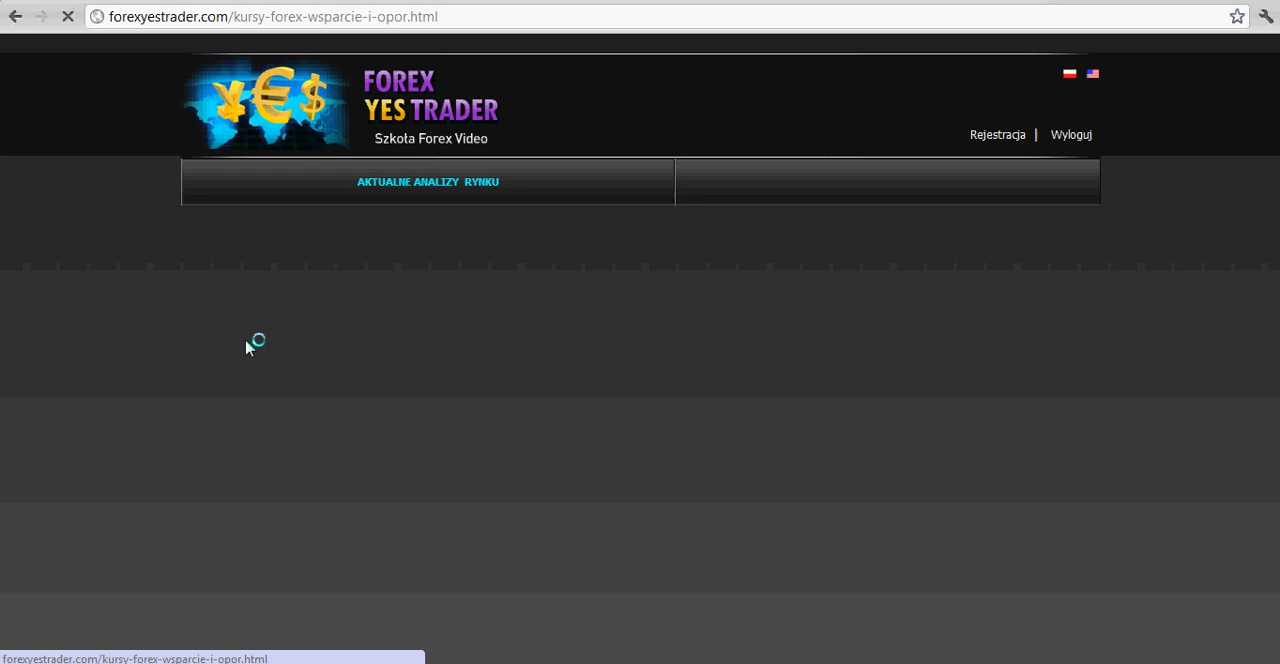 forexyestrader.com/kursy-forex-wsparcie-i-opor.html
YES
FOREX
YES TRADER
Szkoła Forex Video
Rejestracja | Wyloguj
AKTUALNE ANALIZY RYNKU
forexyestrader.com/kursy-forex-wsparcie-i-opor.html